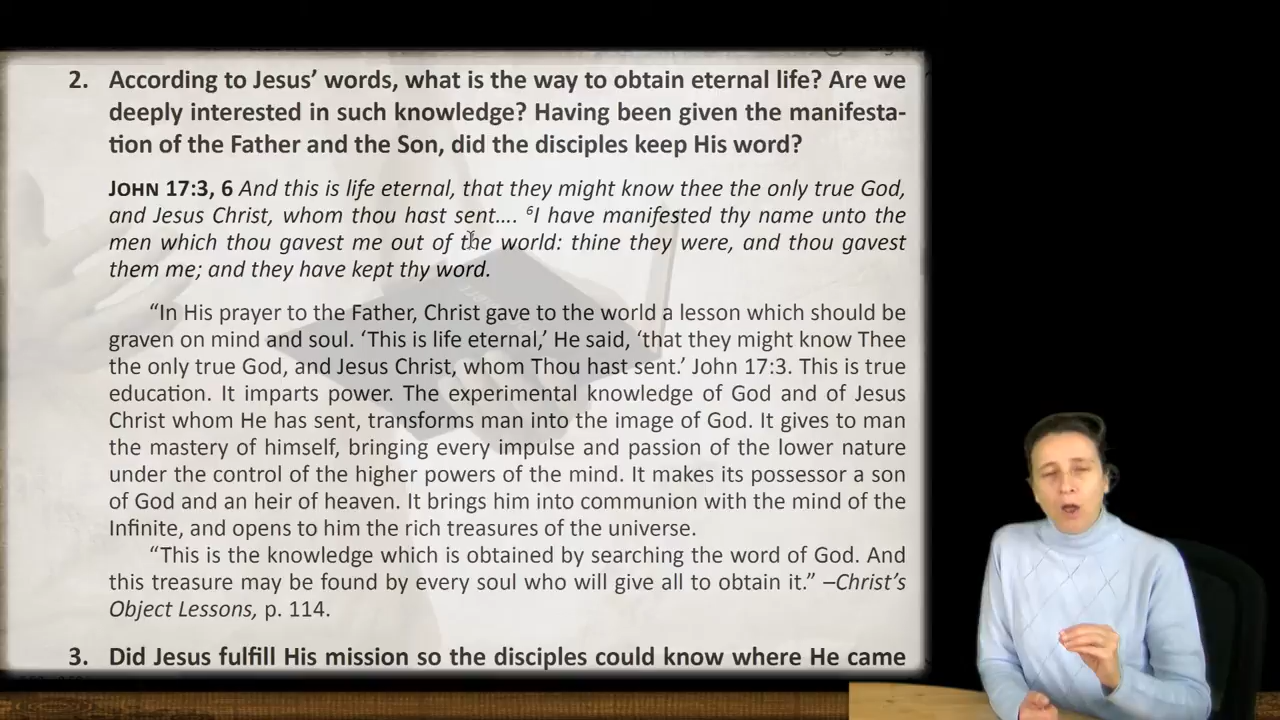 2. According to Jesus’ words, what is the way to obtain eternal life? Are we
deeply interested in such knowledge? Having been given the manifesta-
tion of the Father and the Son, did the disciples keep His word?
JOHN 17:3, 6 And this is life eternal, that they might know thee the only true God,
and Jesus Christ, whom thou hast sent…. ⁶I have manifested thy name unto the
men which thou gavest me out of the world: thine they were, and thou gavest
them me; and they have kept thy word.
“In His prayer to the Father, Christ gave to the world a lesson which should be
graven on mind and soul. ‘This is life eternal,’ He said, ‘that they might know Thee
the only true God, and Jesus Christ, whom Thou hast sent.’ John 17:3. This is true
education. It imparts power. The experimental knowledge of God and of Jesus
Christ whom He has sent, transforms man into the image of God. It gives to man
the mastery of himself, bringing every impulse and passion of the lower nature
under the control of the higher powers of the mind. It makes its possessor a son
of God and an heir of heaven. It brings him into communion with the mind of the
Infinite, and opens to him the rich treasures of the universe.
“This is the knowledge which is obtained by searching the word of God. And
this treasure may be found by every soul who will give all to obtain it.” –Christ’s
Object Lessons, p. 114.
3. Did Jesus fulfill His mission so the disciples could know where He came